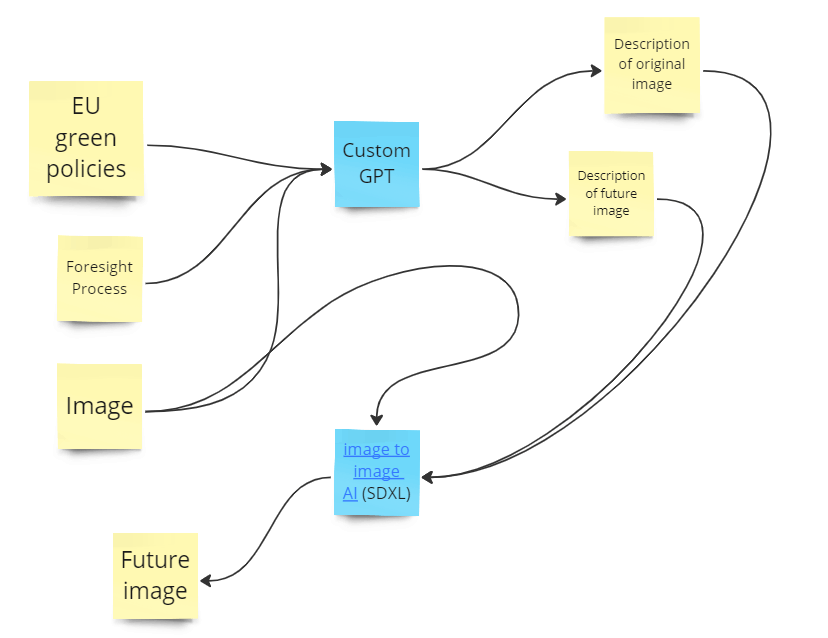 EU
green
policies
Foresight
Process
Image
Custom
GPT
Description
of original
image
Description
of future
image
image to
image
AI (SDXL)
Future
image